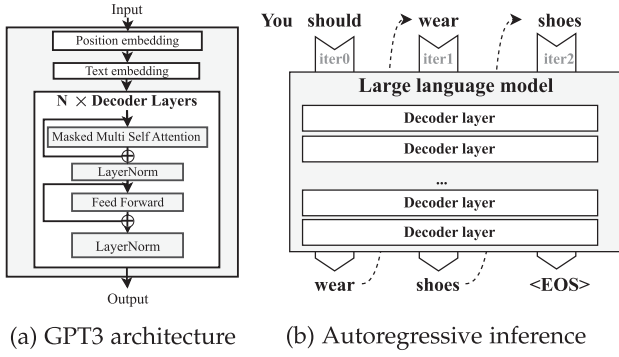 Input
Position embedding
Text embedding
N × Decoder Layers
Masked Multi Self Attention
LayerNorm
Feed Forward
LayerNorm
Output
(a) GPT3 architecture
You should wear shoes
iter0 iter1 iter2
Large language model
Decoder layer
Decoder layer
...
Decoder layer
Decoder layer
wear shoes <EOS>
(b) Autoregressive inference